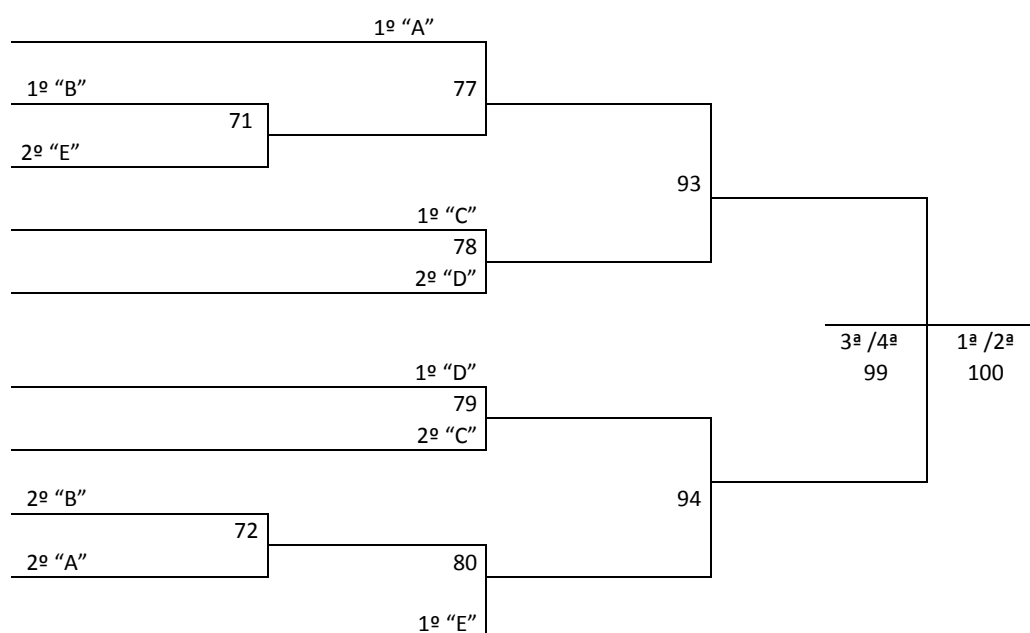 1º “A”
1º “B”
77
71
2º “E”
93
1º “C”
78
2º “D”
3ª /4ª 1ª /2ª
99 100
1º “D”
79
2º “C”
2º “B”
94
72
2º “A”
80
1º “E”